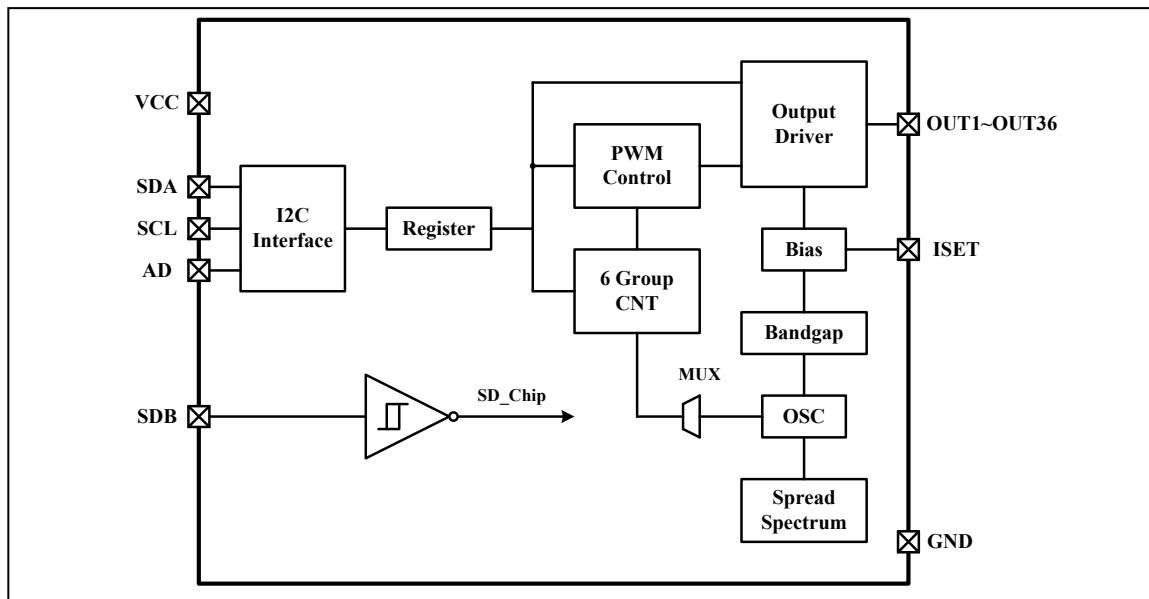 VCC
SDA
SCL
AD
SDB
I2C
Interface
Register
SD_Chip
PWM
Control
6 Group
CNT
MUX
Output
Driver
Bias
Bandgap
OSC
Spread
Spectrum
OUT1~OUT36
ISET
GND